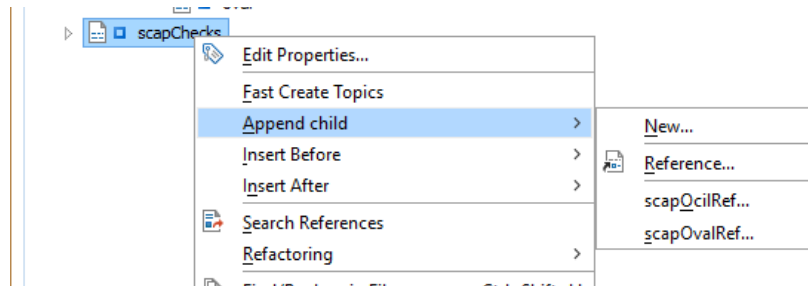 scapChecks
Edit Properties...
Fast Create Topics
Append child
New...
Insert Before
Reference...
Insert After
scapOcilRef...
Search References
scapOvalRef...
Refactoring